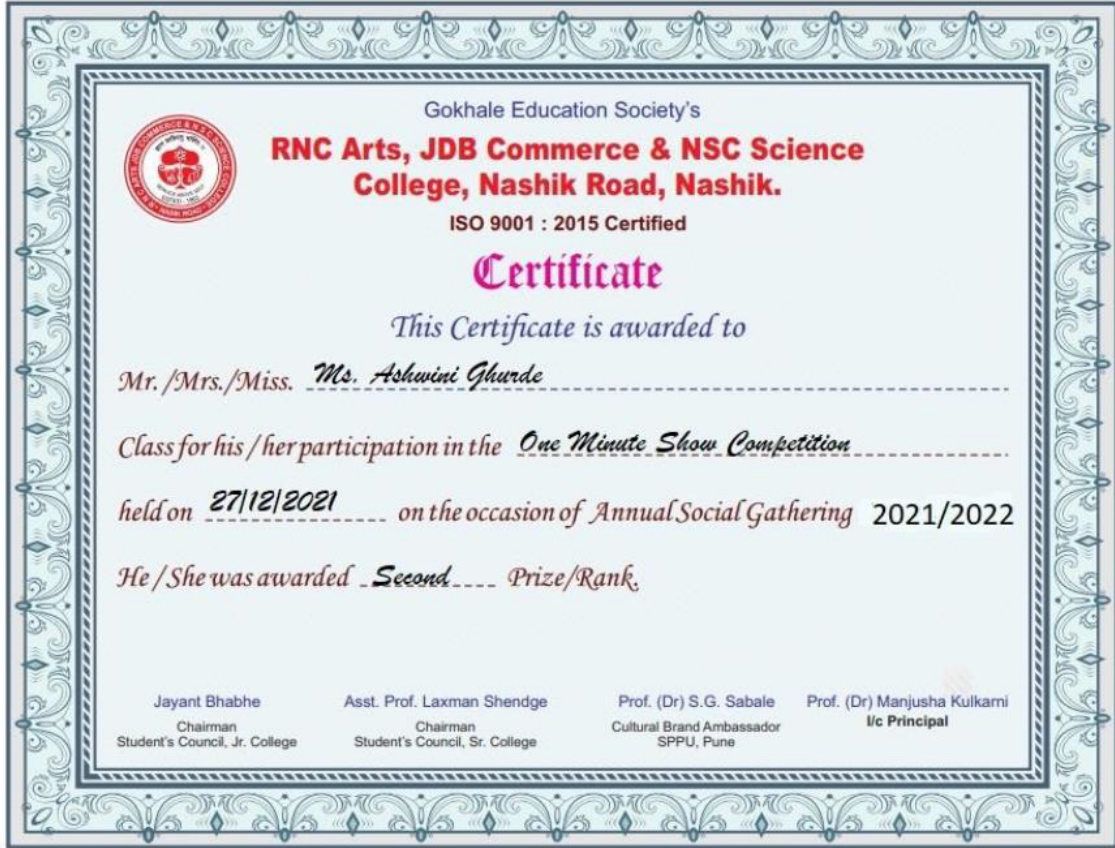 Gokhale Education Society's
RNC Arts, JDB Commerce & NSC Science
College, Nashik Road, Nashik.
ISO 9001 : 2015 Certified
Certificate
This Certificate is awarded to
Mr. /Mrs./Miss. Ms. Ashwini Ghurde
Class for his / her participation in the One Minute Show Competition
held on 27/12/2021 on the occasion of Annual Social Gathering 2021/2022
He / She was awarded Second Prize/Rank.
Jayant Bhabhe Asst. Prof. Laxman Shendge Prof. (Dr) S.G. Sabale Prof. (Dr) Manjusha Kulkarni
Chairman Chairman Cultural Brand Ambassador I/c Principal
Student's Council, Jr. College Student's Council, Sr. College SPPU, Pune